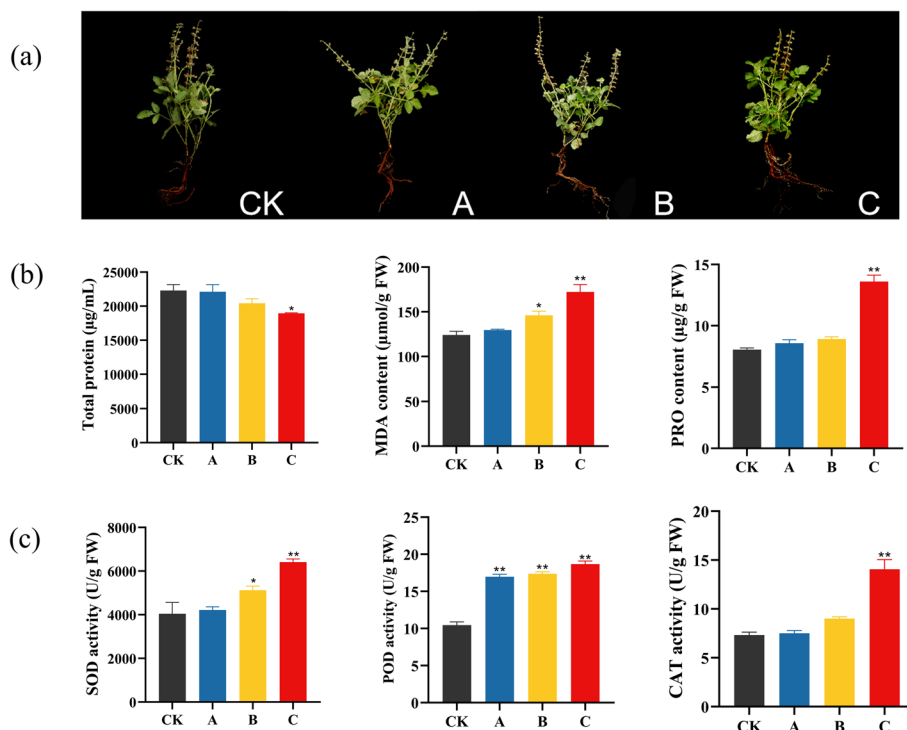 (a)
CK A B C
(b)
Total protein (μg/mL)
25000
20000
15000
10000
5000
0
*
CK A B C
MDA content (μmol/g FW)
200
150
100
50
0
* **
CK A B C
PRO content (μg/g FW)
15
10
5
0
**
CK A B C
(c)
SOD activity (U/g FW)
8000
6000
4000
2000
0
* **
CK A B C
POD activity (U/g FW)
25
20
15
10
5
0
** ** **
CK A B C
CAT activity (U/g FW)
20
15
10
5
0
**
CK A B C